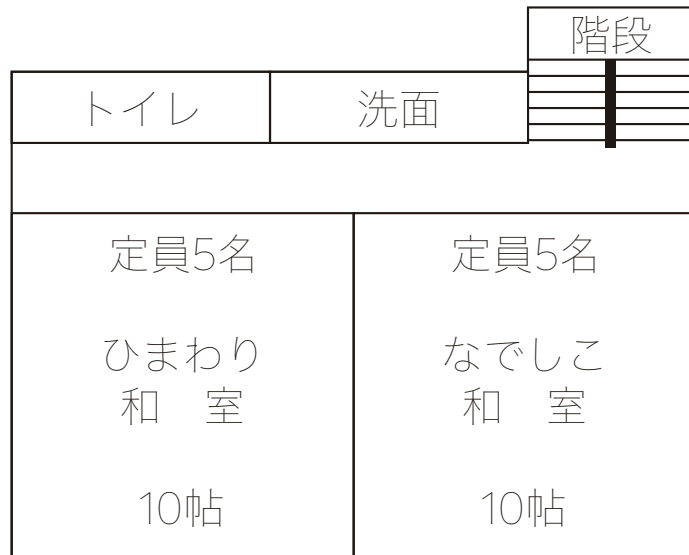 階段
トイレ
洗面
定員5名
ひまわり
和　室
10帖
定員5名
なでしこ
和　室
10帖